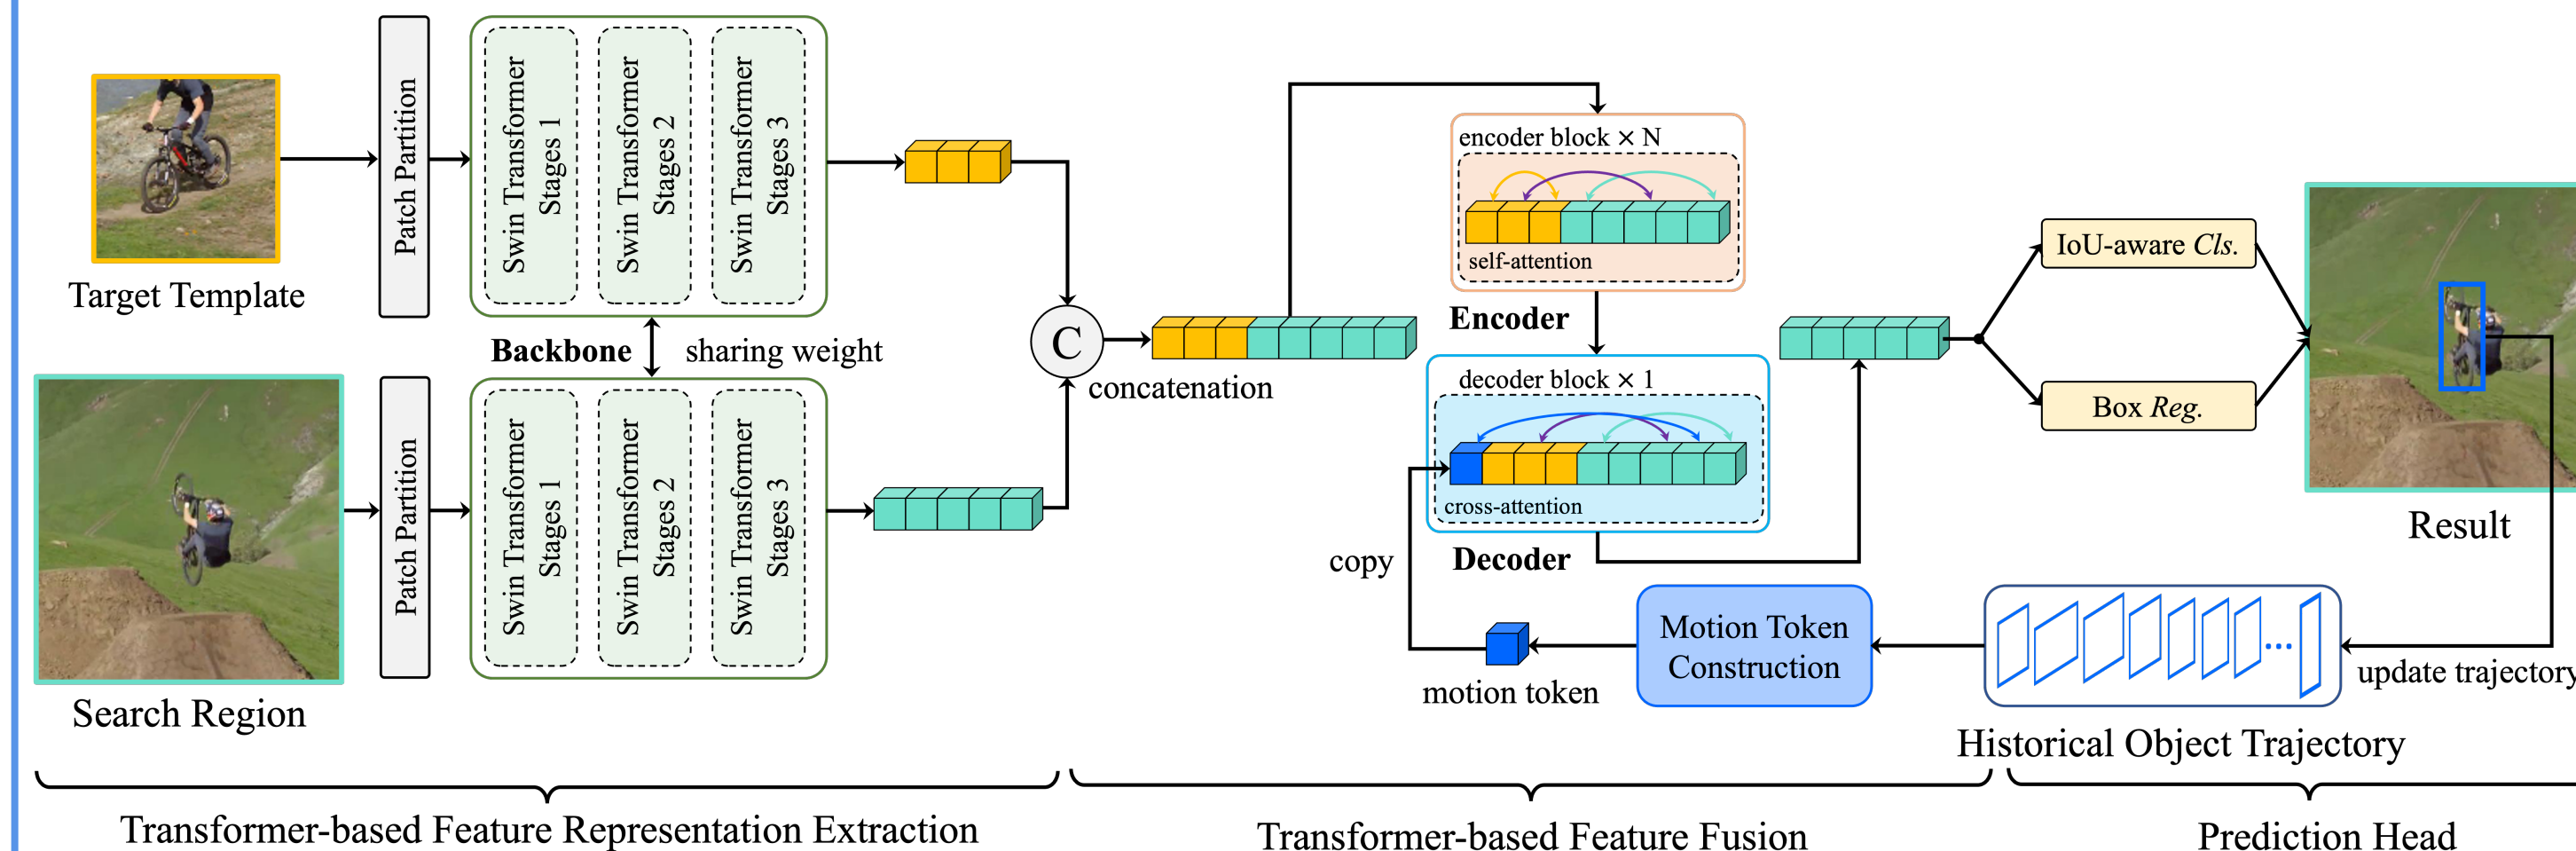 Target Template
Patch Partition
Swin Transformer
Stages 1
Swin Transformer
Stages 2
Swin Transformer
Stages 3
Backbone
sharing weight
Search Region
Patch Partition
Swin Transformer
Stages 1
Swin Transformer
Stages 2
Swin Transformer
Stages 3
C
concatenation
encoder block × N
self-attention
Encoder
decoder block × 1
cross-attention
Decoder
copy
motion token
Motion Token
Construction
IoU-aware Cls.
Box Reg.
Result
update trajectory
Historical Object Trajectory
Transformer-based Feature Representation Extraction
Transformer-based Feature Fusion
Prediction Head